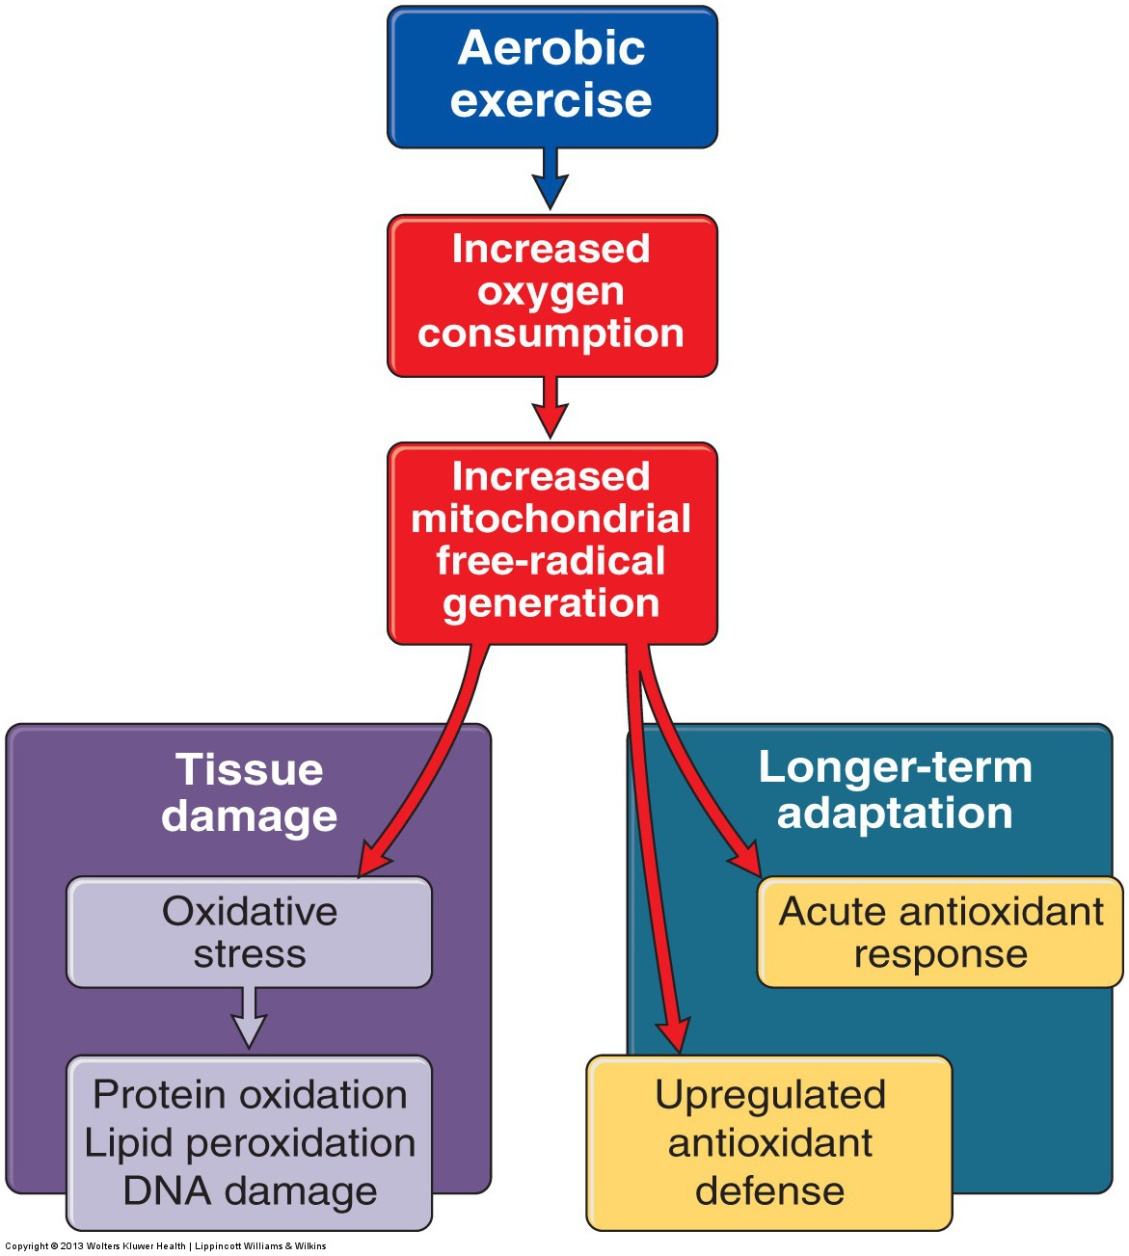 Aerobic
exercise
Increased
oxygen
consumption
Increased
mitochondrial
free-radical
generation
Tissue
damage
Oxidative
stress
Protein oxidation
Lipid peroxidation
DNA damage
Longer-term
adaptation
Acute antioxidant
response
Upregulated
antioxidant
defense
Copyright © 2013 Wolters Kluwer Health | Lippincott Williams & Wilkins